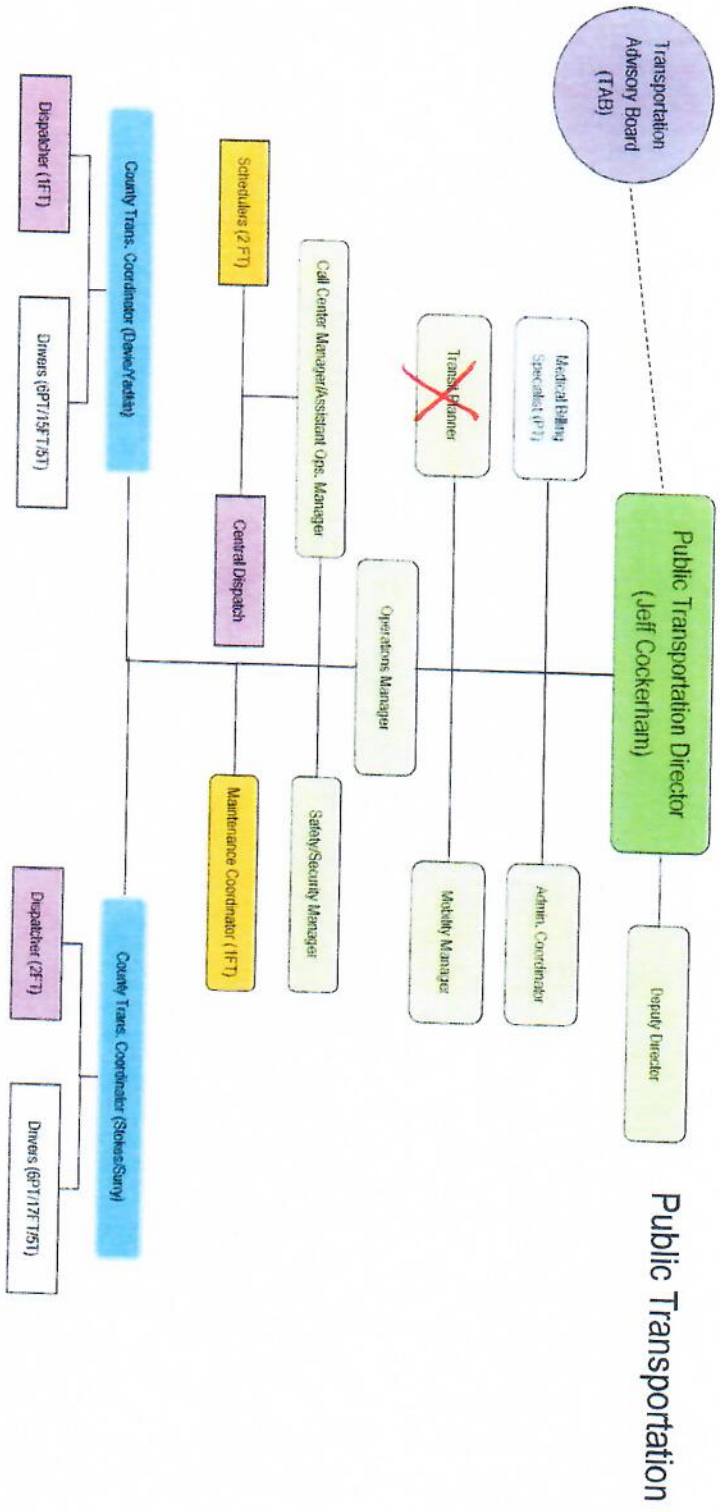 Public Transportation
Transportation
Advisory Board
(TAB)
Public Transportation Director
(Jeff Cockerham)
Deputy Director
Medical Billing
Specialist (PT)
Admin. Coordinator
Transit Planner
Mobility Manager
Operations Manager
Call Center Manager/Assistant Ops. Manager
Safety/Security Manager
Schedulers (2 FT)
Central Dispatch
Maintenance Coordinator (1FT)
County Trans. Coordinator (Davie/Yadkin)
County Trans. Coordinator (Stokes/Surry)
Dispatcher (1FT)
Drivers (6PT/15FT/5T)
Dispatcher (2FT)
Drivers (6PT/17FT/5T)